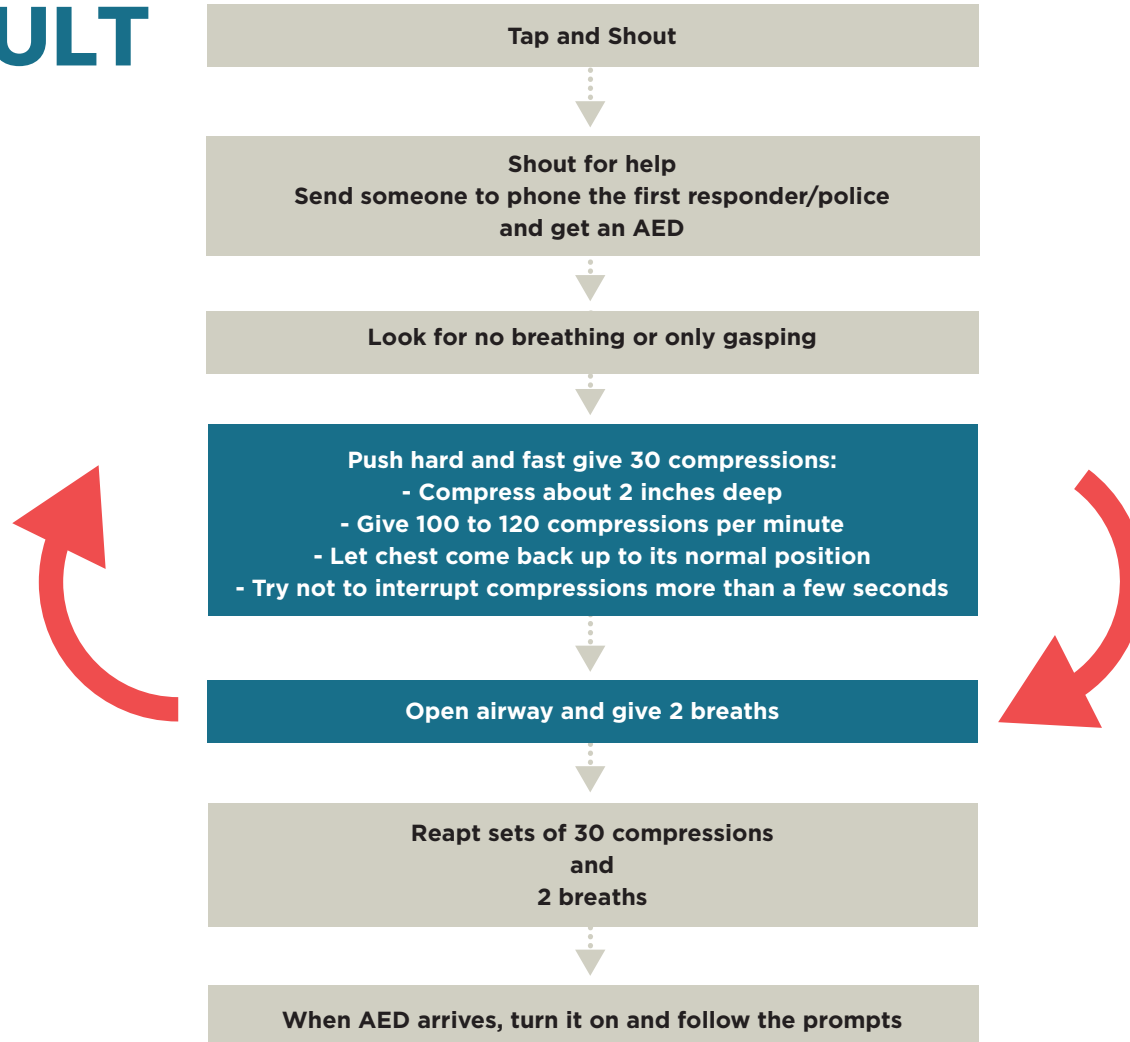 ULT
Tap and Shout
Shout for help
Send someone to phone the first responder/police
and get an AED
Look for no breathing or only gasping
Push hard and fast give 30 compressions:
- Compress about 2 inches deep
- Give 100 to 120 compressions per minute
- Let chest come back up to its normal position
- Try not to interrupt compressions more than a few seconds
Open airway and give 2 breaths
Reapt sets of 30 compressions
and
2 breaths
When AED arrives, turn it on and follow the prompts